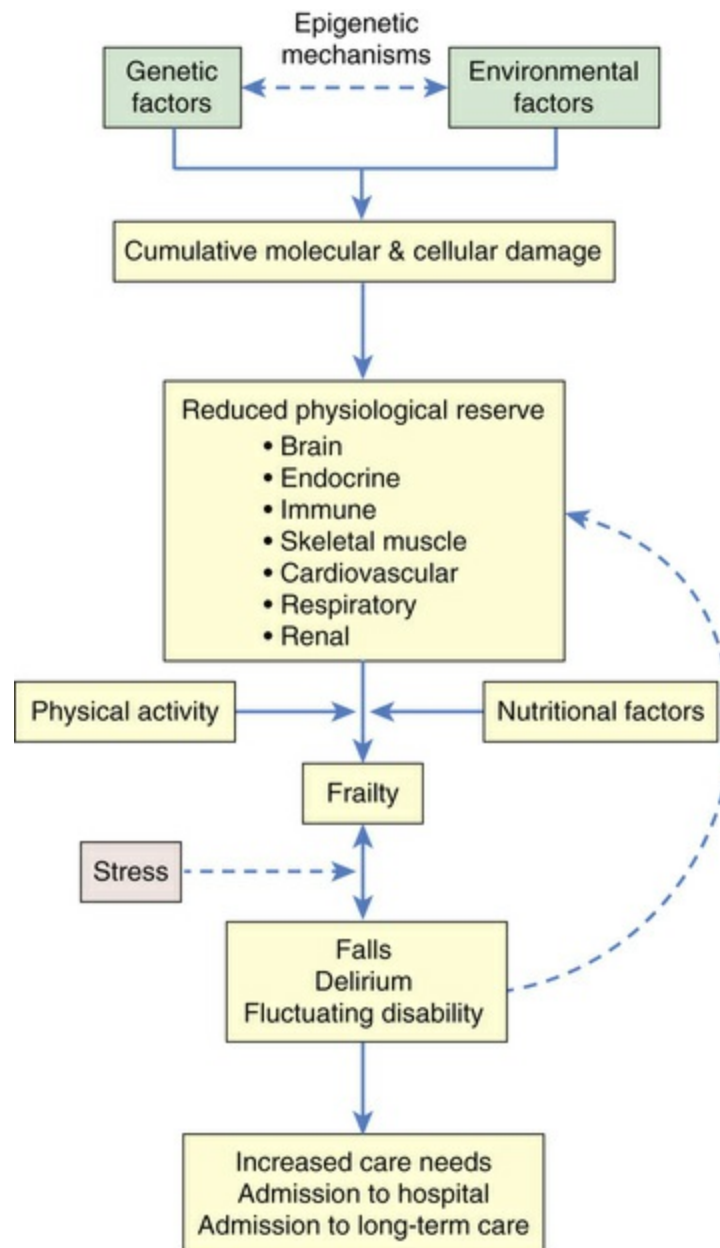 Epigenetic
mechanisms
Genetic
factors
Environmental
factors
Cumulative molecular & cellular damage
Reduced physiological reserve
• Brain
• Endocrine
• Immune
• Skeletal muscle
• Cardiovascular
• Respiratory
• Renal
Physical activity
Nutritional factors
Frailty
Stress
Falls
Delirium
Fluctuating disability
Increased care needs
Admission to hospital
Admission to long-term care